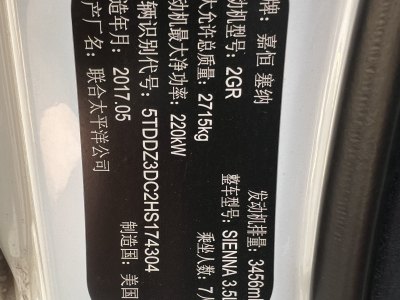 牌: 嘉恒 塞纳
动机型号: 2GR
发动机排量: 3456m
大允许总质量: 2715kg
整车型号: SIENNA 3.5
动机最大净功率: 220kW
乘坐人数: 7
辆识别代号: 5TDDZ3DC2HS174304
造年月: 2017.05
产厂名: 联合太平洋公司
制造国: 美国